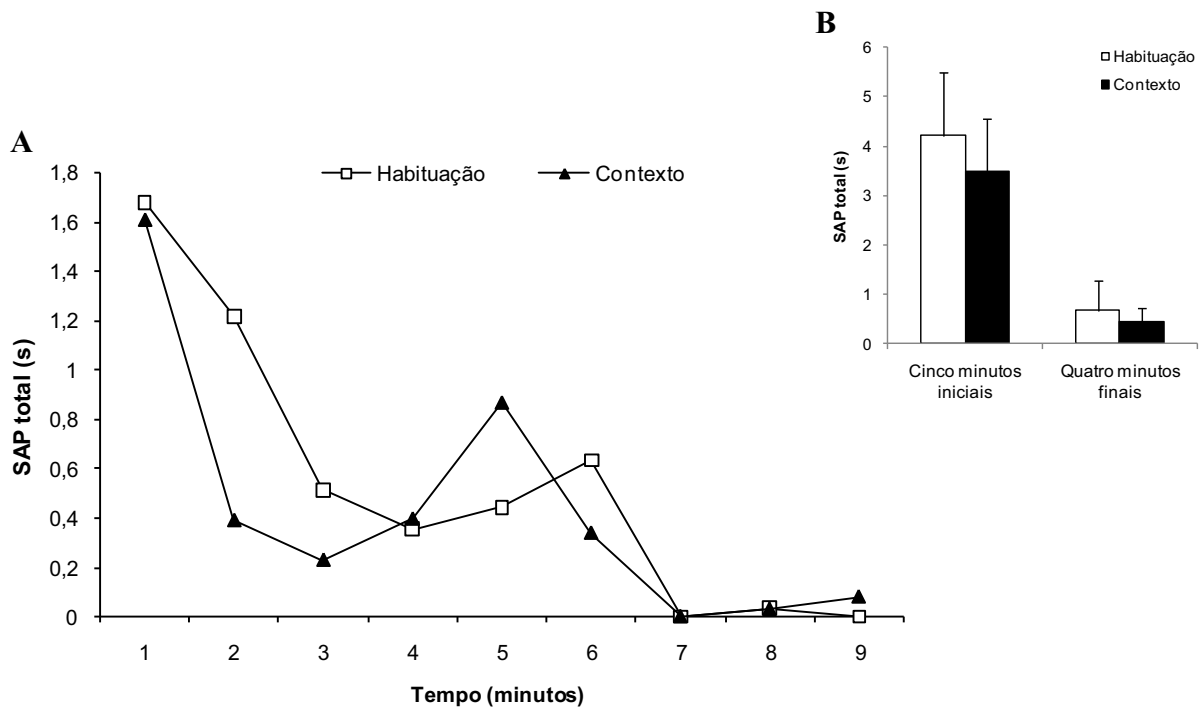 B
6
5
4
3
2
1
0
SAP total (s)
Habituação
Contexto
Cinco minutos
iniciais
Quatro minutos
finais
A
Habituação
Contexto
1,8
1,6
1,4
1,2
1
0,8
0,6
0,4
0,2
0
SAP total (s)
1 2 3 4 5 6 7 8 9
Tempo (minutos)